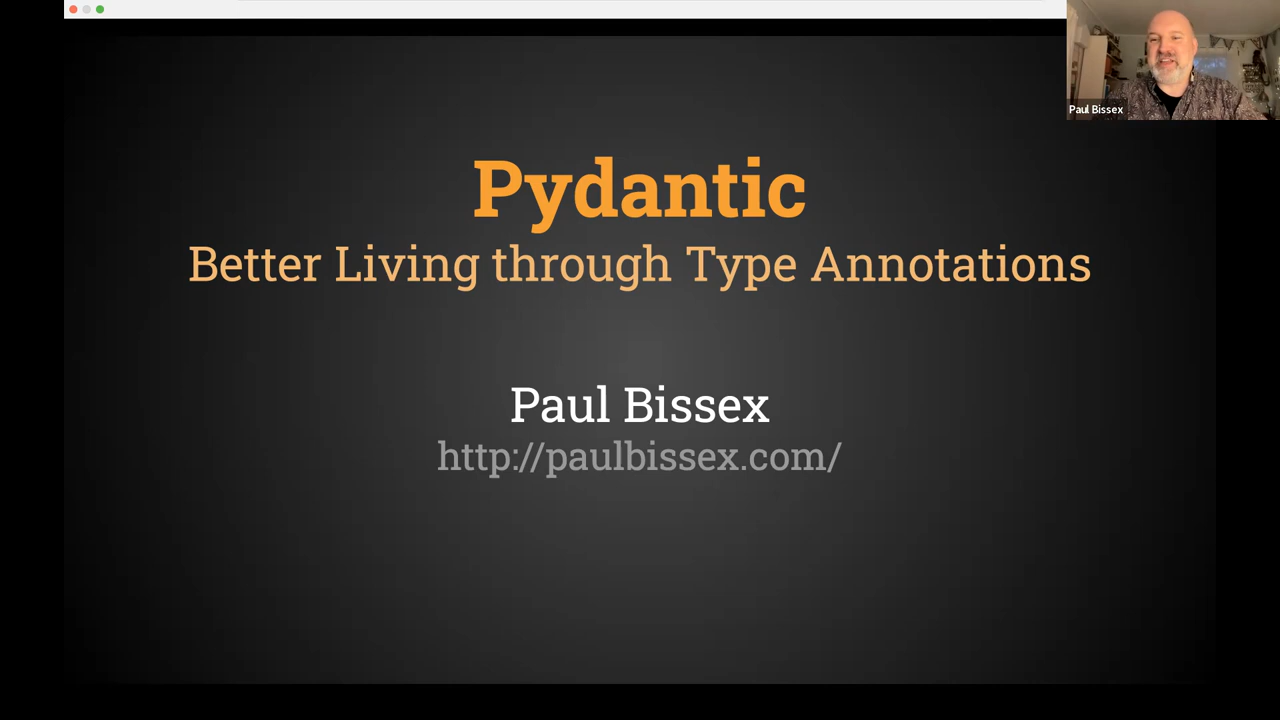 Pydantic
Better Living through Type Annotations
Paul Bissex
http://paulbissex.com/
Paul Bissex